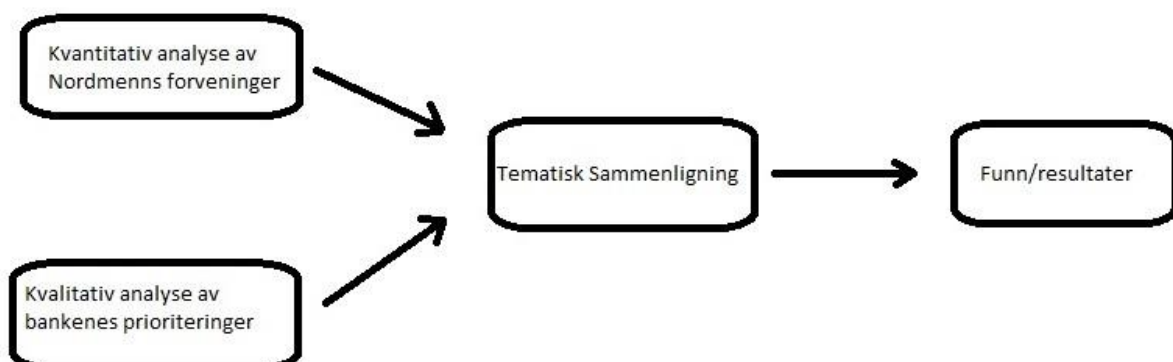 Kvantitativ analyse av
Nordmenns forveninger
Tematisk Sammenligning
Funn/resultater
Kvalitativ analyse av
bankenes prioriteringer